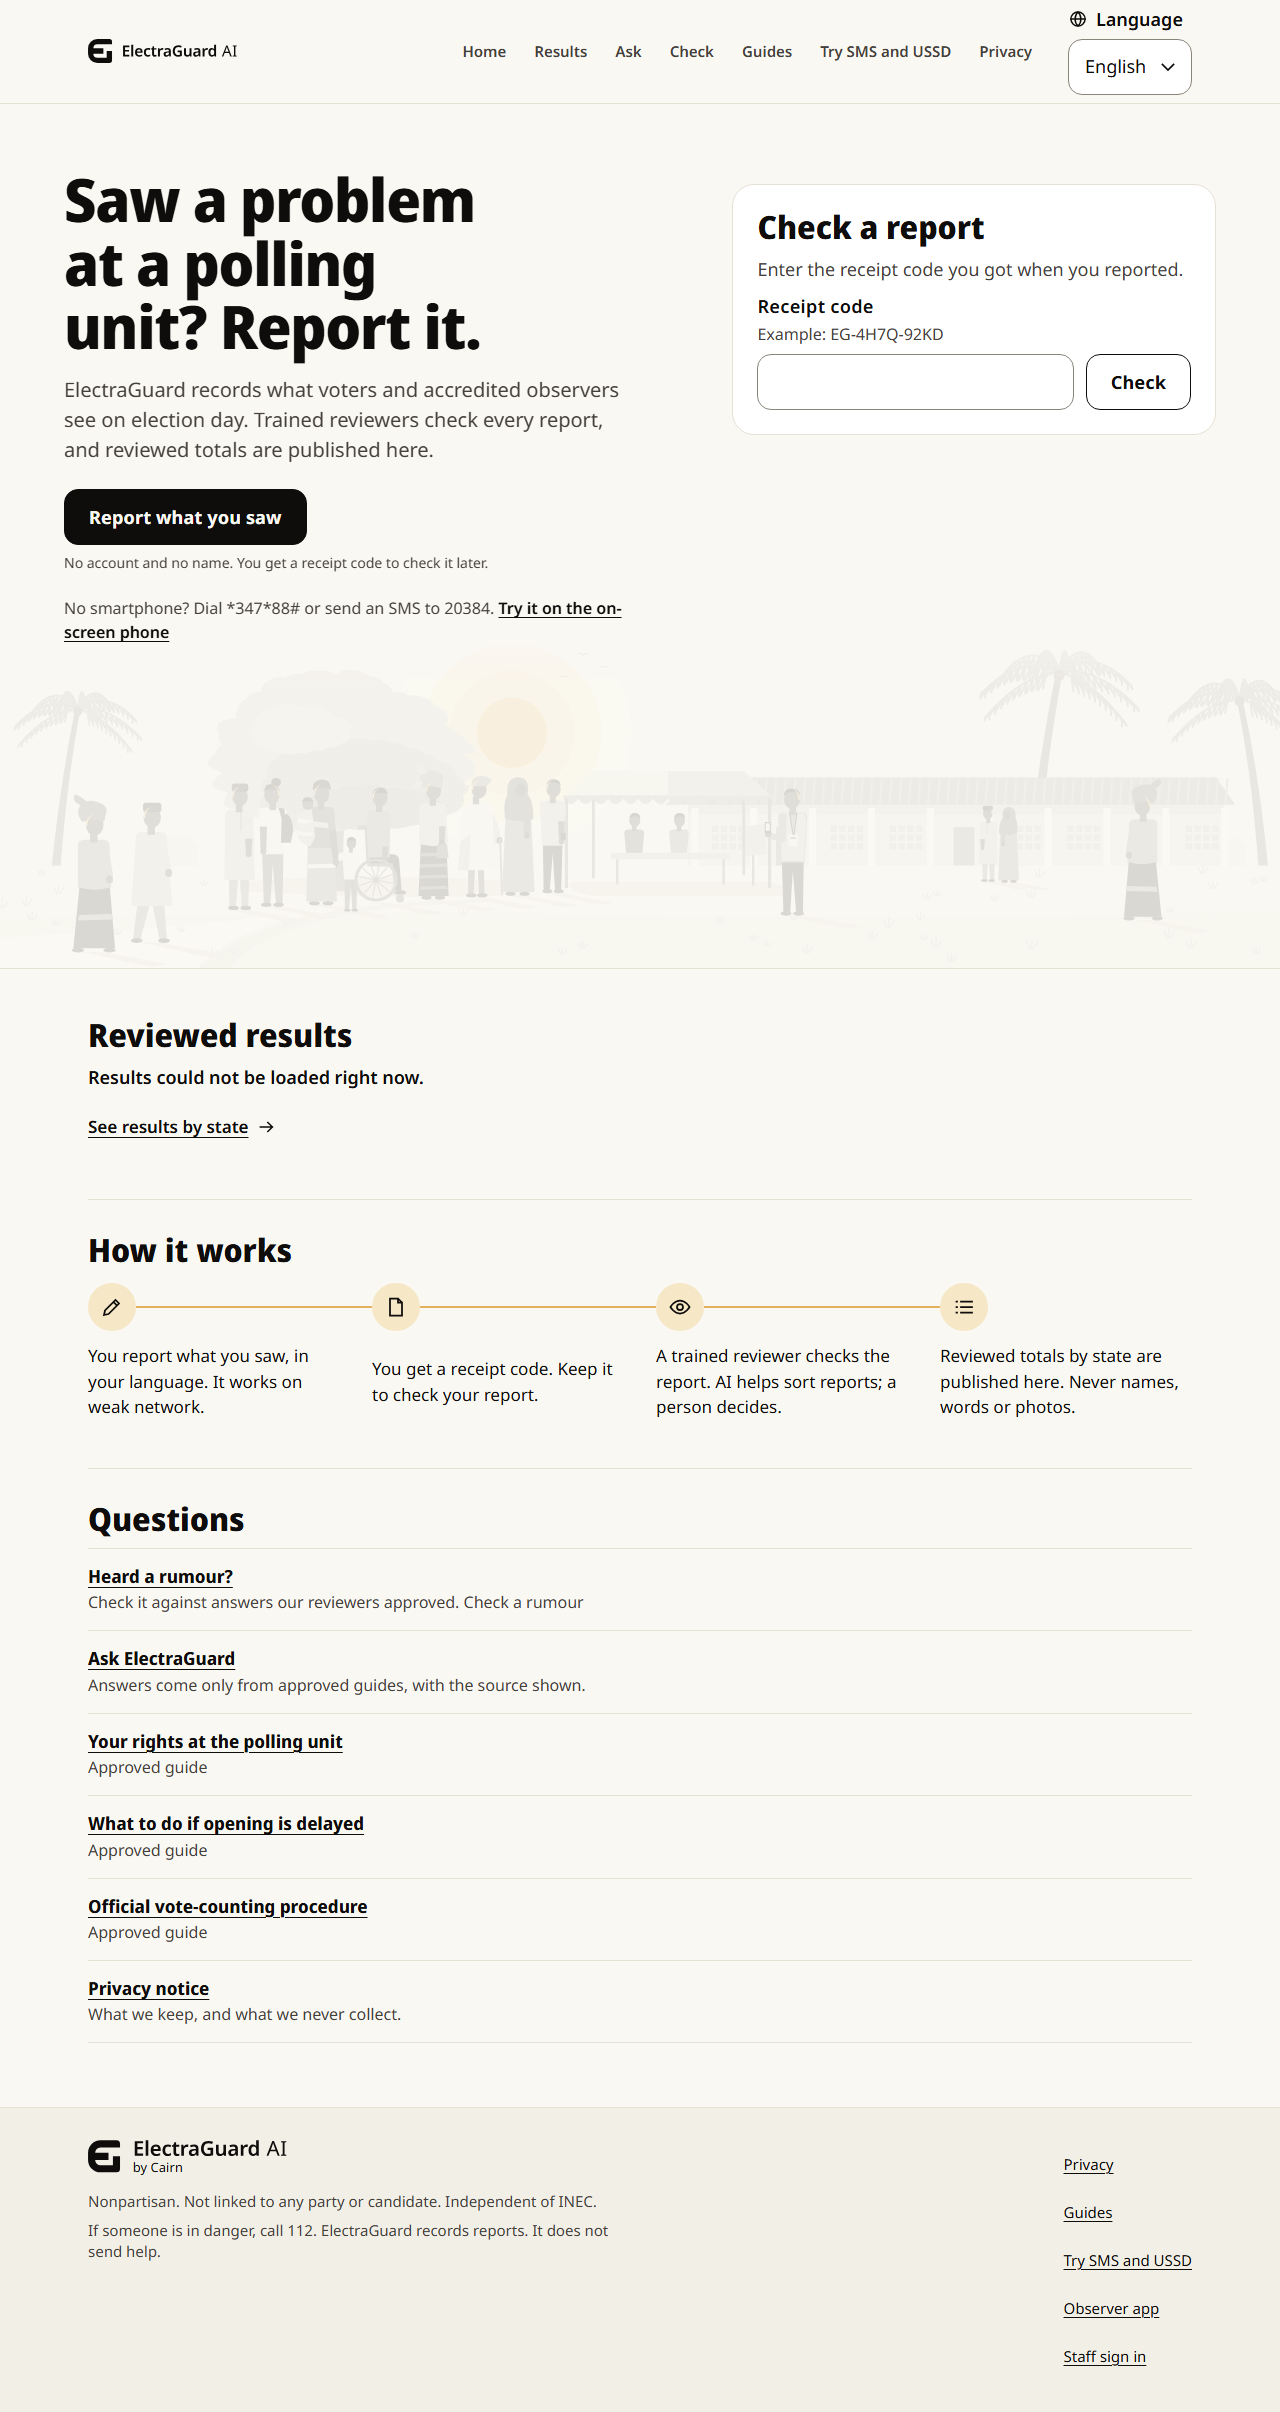 ElectraGuard AI
Home Results Ask Check Guides Try SMS and USSD Privacy
Language
English
Saw a problem
at a polling
unit? Report it.
ElectraGuard records what voters and accredited observers
see on election day. Trained reviewers check every report,
and reviewed totals are published here.
Report what you saw
No account and no name. You get a receipt code to check it later.
No smartphone? Dial *347*88# or send an SMS to 20384. Try it on the on-
screen phone
Check a report
Enter the receipt code you got when you reported.
Receipt code
Example: EG-4H7Q-92KD
Check
Reviewed results
Results could not be loaded right now.
See results by state
How it works
You report what you saw, in
your language. It works on
weak network.
You get a receipt code. Keep it
to check your report.
A trained reviewer checks the
report. AI helps sort reports; a
person decides.
Reviewed totals by state are
published here. Never names,
words or photos.
Questions
Heard a rumour?
Check it against answers our reviewers approved. Check a rumour
Ask ElectraGuard
Answers come only from approved guides, with the source shown.
Your rights at the polling unit
Approved guide
What to do if opening is delayed
Approved guide
Official vote-counting procedure
Approved guide
Privacy notice
What we keep, and what we never collect.
ElectraGuard AI
by Cairn
Nonpartisan. Not linked to any party or candidate. Independent of INEC.
If someone is in danger, call 112. ElectraGuard records reports. It does not
send help.
Privacy
Guides
Try SMS and USSD
Observer app
Staff sign in